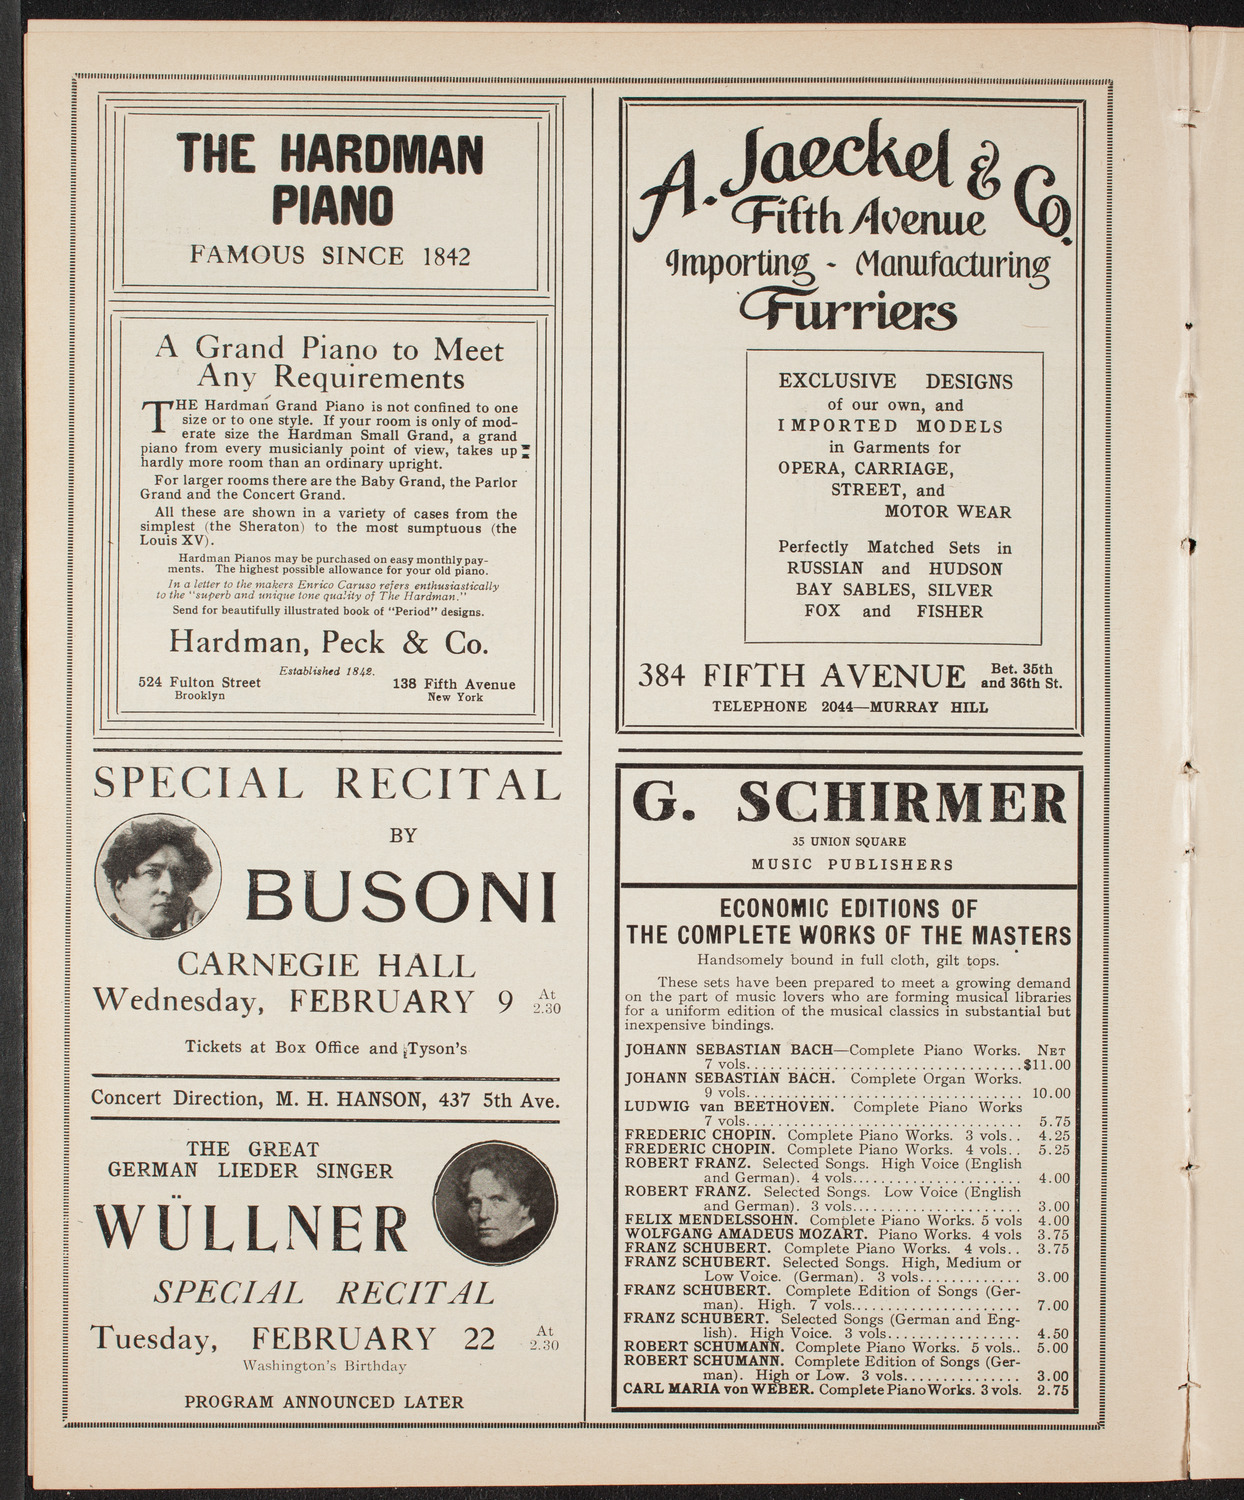 THE HARDMAN
PIANO
FAMOUS SINCE 1842
A Grand Piano to Meet
Any Requirements
THE Hardman Grand Piano is not confined to one
size or to one style. If your room is only of mod-
erate size the Hardman Small Grand, a grand
piano from every musicianly point of view, takes up
hardly more room than an ordinary upright.
For larger rooms there are the Baby Grand, the Parlor
Grand and the Concert Grand.
All these are shown in a variety of cases from the
simplest (the Sheraton) to the most sumptuous (the
Louis XV).
Hardman Pianos may be purchased on easy monthly pay-
ments. The highest possible allowance for your old piano.
In a letter to the makers Enrico Caruso refers enthusiastically
to the "superb and unique tone quality of The Hardman."
Send for beautifully illustrated book of "Period" designs.
Hardman, Peck & Co.
Established 1842.
524 Fulton Street 138 Fifth Avenue
Brooklyn New York
SPECIAL RECITAL
BY
BUSONI
CARNEGIE HALL
Wednesday, FEBRUARY 9 At 2.30
Tickets at Box Office and Tyson's
Concert Direction, M. H. HANSON, 437 5th Ave.
THE GREAT
GERMAN LIEDER SINGER
WÜLLNER
SPECIAL RECITAL
Tuesday, FEBRUARY 22 At 2.30
Washington's Birthday
PROGRAM ANNOUNCED LATER
A. Jaeckel & Co.
Fifth Avenue
Importing - Manufacturing
Furriers
EXCLUSIVE DESIGNS
of our own, and
IMPORTED MODELS
in Garments for
OPERA, CARRIAGE,
STREET, and
MOTOR WEAR
Perfectly Matched Sets in
RUSSIAN and HUDSON
BAY SABLES, SILVER
FOX and FISHER
384 FIFTH AVENUE Bet. 35th and 36th St.
TELEPHONE 2044—MURRAY HILL
G. SCHIRMER
35 UNION SQUARE
MUSIC PUBLISHERS
ECONOMIC EDITIONS OF
THE COMPLETE WORKS OF THE MASTERS
Handsomely bound in full cloth, gilt tops.
These sets have been prepared to meet a growing demand
on the part of music lovers who are forming musical libraries
for a uniform edition of the musical classics in substantial but
inexpensive bindings.
JOHANN SEBASTIAN BACH—Complete Piano Works. NET
7 vols.................................$11.00
JOHANN SEBASTIAN BACH. Complete Organ Works.
9 vols................................. 10.00
LUDWIG van BEETHOVEN. Complete Piano Works
7 vols................................. 5.75
FREDERIC CHOPIN. Complete Piano Works. 3 vols.. 4.25
FREDERIC CHOPIN. Complete Piano Works. 4 vols.. 5.25
ROBERT FRANZ. Selected Songs. High Voice (English
and German). 4 vols.................... 4.00
ROBERT FRANZ. Selected Songs. Low Voice (English
and German). 3 vols.................... 3.00
FELIX MENDELSSOHN. Complete Piano Works. 5 vols 4.00
WOLFGANG AMADEUS MOZART. Piano Works. 4 vols 3.75
FRANZ SCHUBERT. Complete Piano Works. 4 vols.. 3.75
FRANZ SCHUBERT. Selected Songs. High, Medium or
Low Voice. (German). 3 vols............ 3.00
FRANZ SCHUBERT. Complete Edition of Songs (Ger-
man). High. 7 vols.................... 7.00
FRANZ SCHUBERT. Selected Songs (German and Eng-
lish). High Voice. 3 vols................ 4.50
ROBERT SCHUMANN. Complete Piano Works. 5 vols.. 5.00
ROBERT SCHUMANN. Complete Edition of Songs (Ger-
man). High or Low. 3 vols.............. 3.00
CARL MARIA von WEBER. Complete Piano Works. 3 vols. 2.75